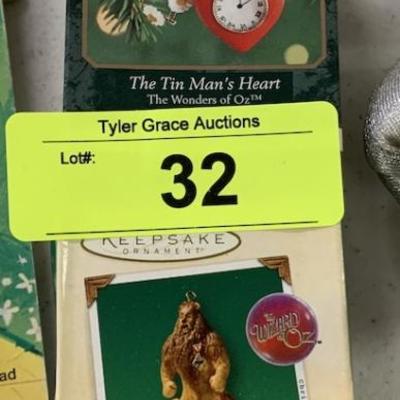 The Tin Man's Heart
The Wonders of Oz™
Tyler Grace Auctions
Lot#:
32
KEEPSAKE
ORNAMENT
THE
WIZARD
OF
OZ
ad